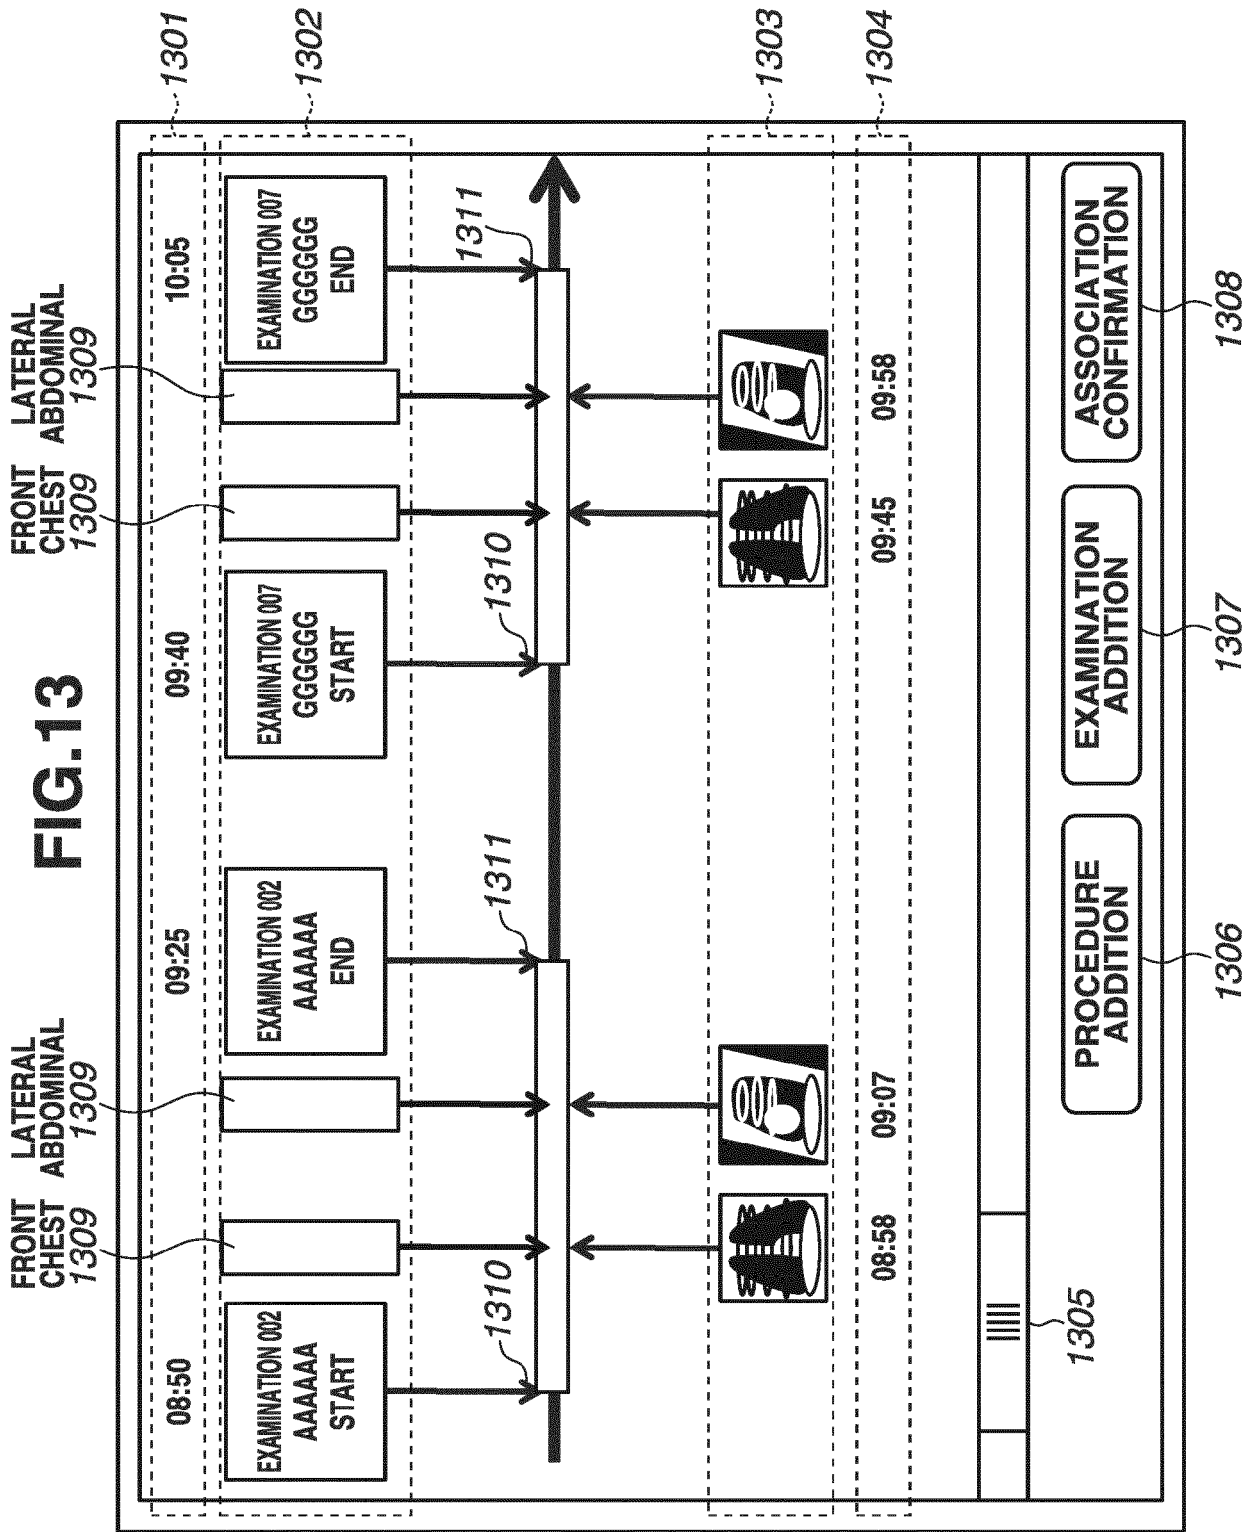 FIG.13
FRONT
CHEST
1309
LATERAL
ABDOMINAL
1309
FRONT
CHEST
1309
LATERAL
ABDOMINAL
1309
08:50
09:25
09:40
10:05
1301
EXAMINATION 002
AAAAAA
START
EXAMINATION 002
AAAAAA
END
EXAMINATION 007
GGGGGG
START
EXAMINATION 007
GGGGGG
END
1302
1310
1311
1310
1311
1303
08:58
09:07
09:45
09:58
1304
1305
PROCEDURE
ADDITION
1306
EXAMINATION
ADDITION
1307
ASSOCIATION
CONFIRMATION
1308